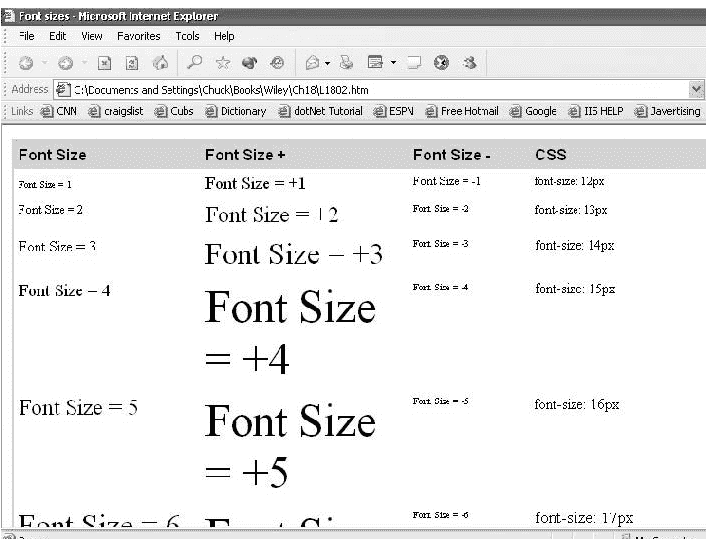 Font sizes - Microsoft Internet Explorer
File Edit View Favorites Tools Help
Address C:\Documents and Settings\Chuck\Books\Wiley\Ch18\L1802.htm
Links CNN craigslist Cubs Dictionary dotNet Tutorial ESPN Free Hotmail Google IIS HELP Javertising
Font Size Font Size + Font Size - CSS
Font Size = 1 Font Size = +1 Font Size = -1 font-size: 12px
Font Size = 2 Font Size = +2 Font Size = -2 font-size: 13px
Font Size = 3 Font Size = +3 Font Size = -3 font-size: 14px
Font Size = 4 Font Size = +4 Font Size = -4 font-size: 15px
Font Size = 5 Font Size = +5 Font Size = -5 font-size: 16px
Font Size = 6 Font Size = -6 font-size: 17px